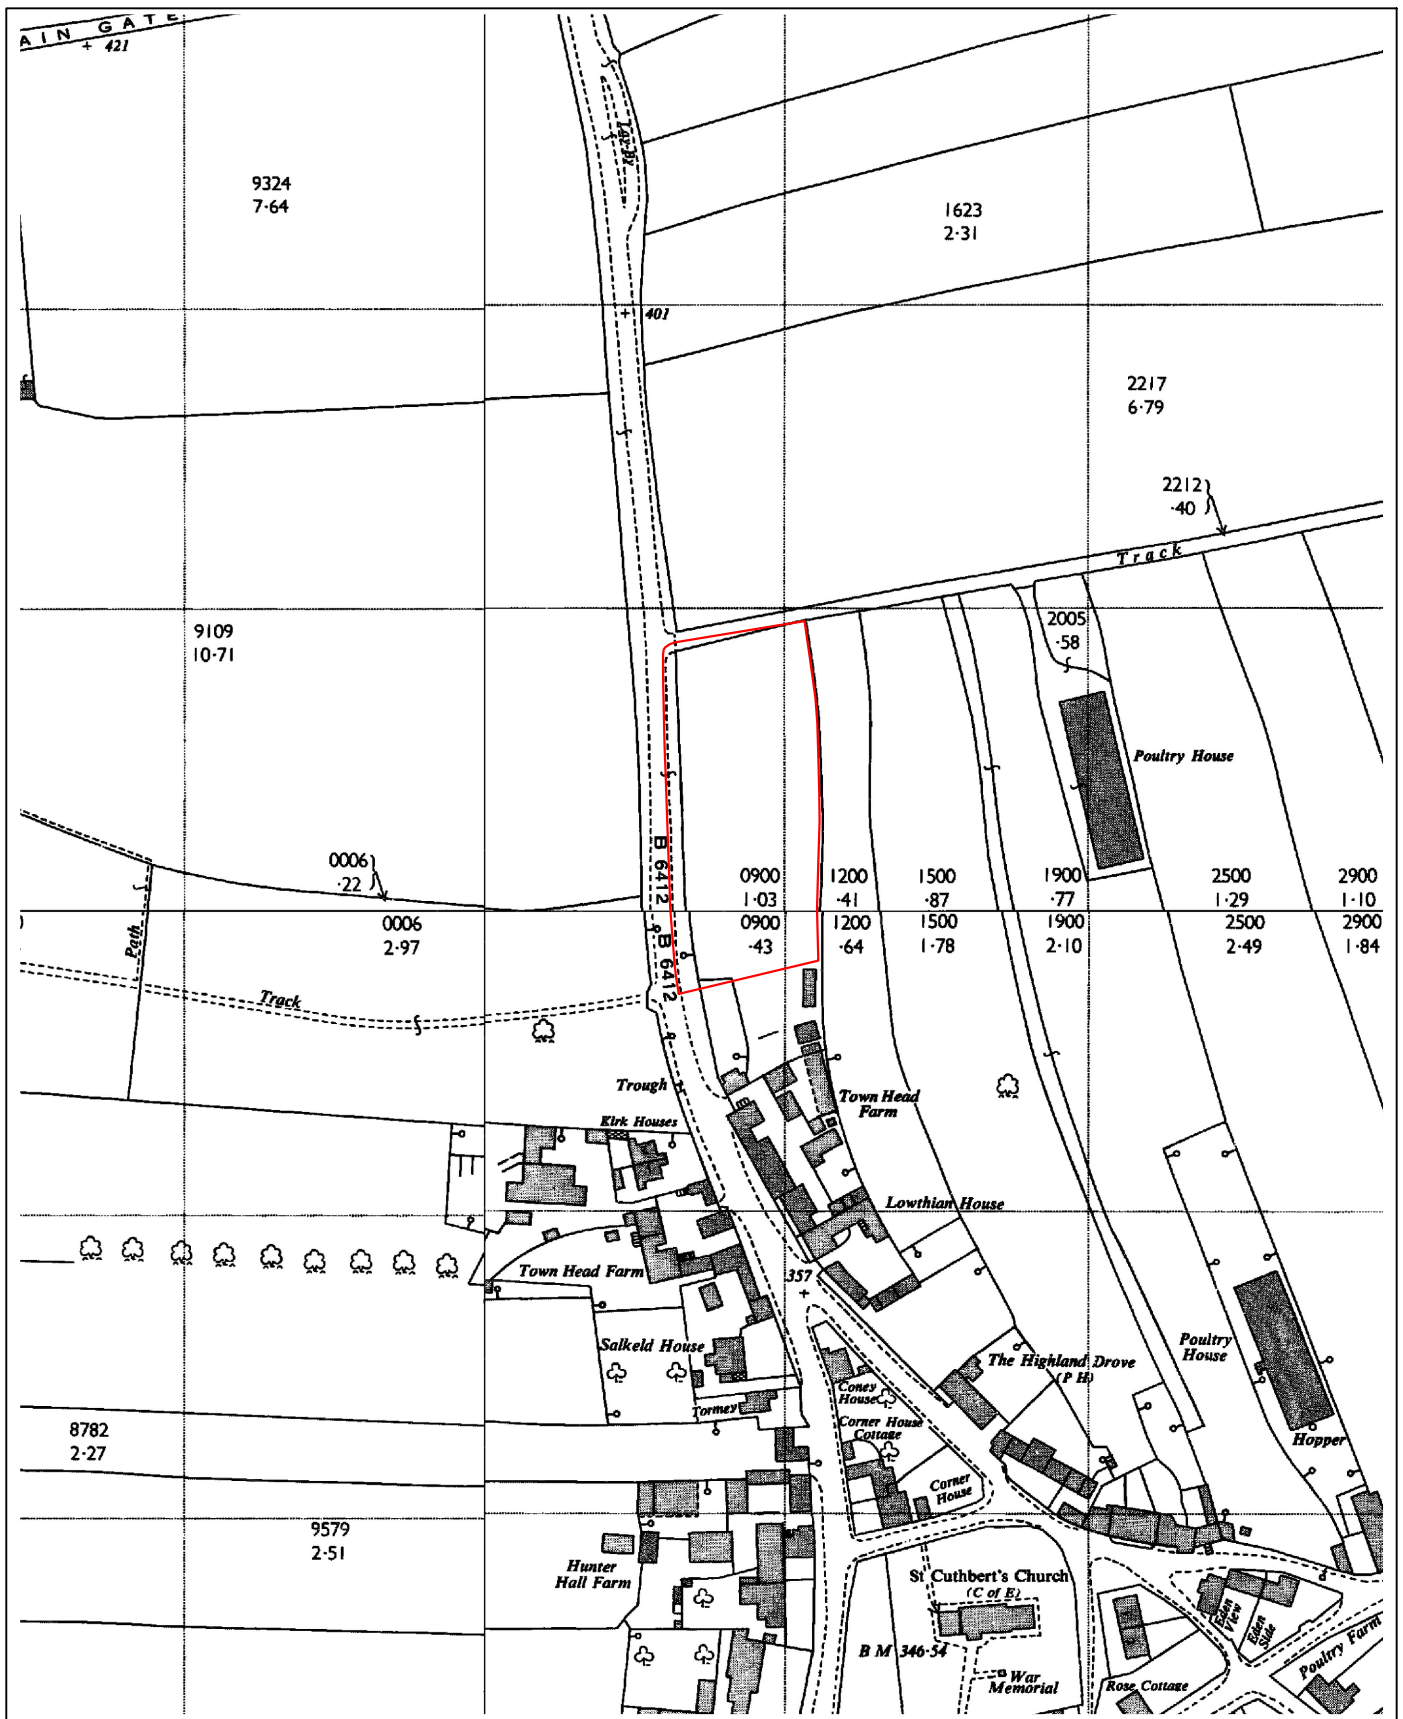 AIN GATE
+ 421
Lay-By
9324
7·64
1623
2·31
+ 401
2217
6·79
2212
·40
Track
9109
10·71
2005
·58
Poultry House
B 6412
0006
·22
0900
1·03
1200
·41
1500
·87
1900
·77
2500
1·29
2900
1·10
0006
2·97
0900
·43
1200
·64
1500
1·78
1900
2·10
2500
2·49
2900
1·84
B 6412
Path
Track
Trough
Kirk Houses
Town Head
Farm
Lowthian House
Town Head Farm
357
+
Salkeld House
Tormey
Coney
House
Corner House
Cottage
The Highland Drove
(P H)
Poultry
House
Hopper
8782
2·27
Corner
House
9579
2·51
Hunter
Hall Farm
St Cuthbert's Church
(C of E)
Eden
View
Eden
Side
B M 346·54
War
Memorial
Rose Cottage
Poultry Farm